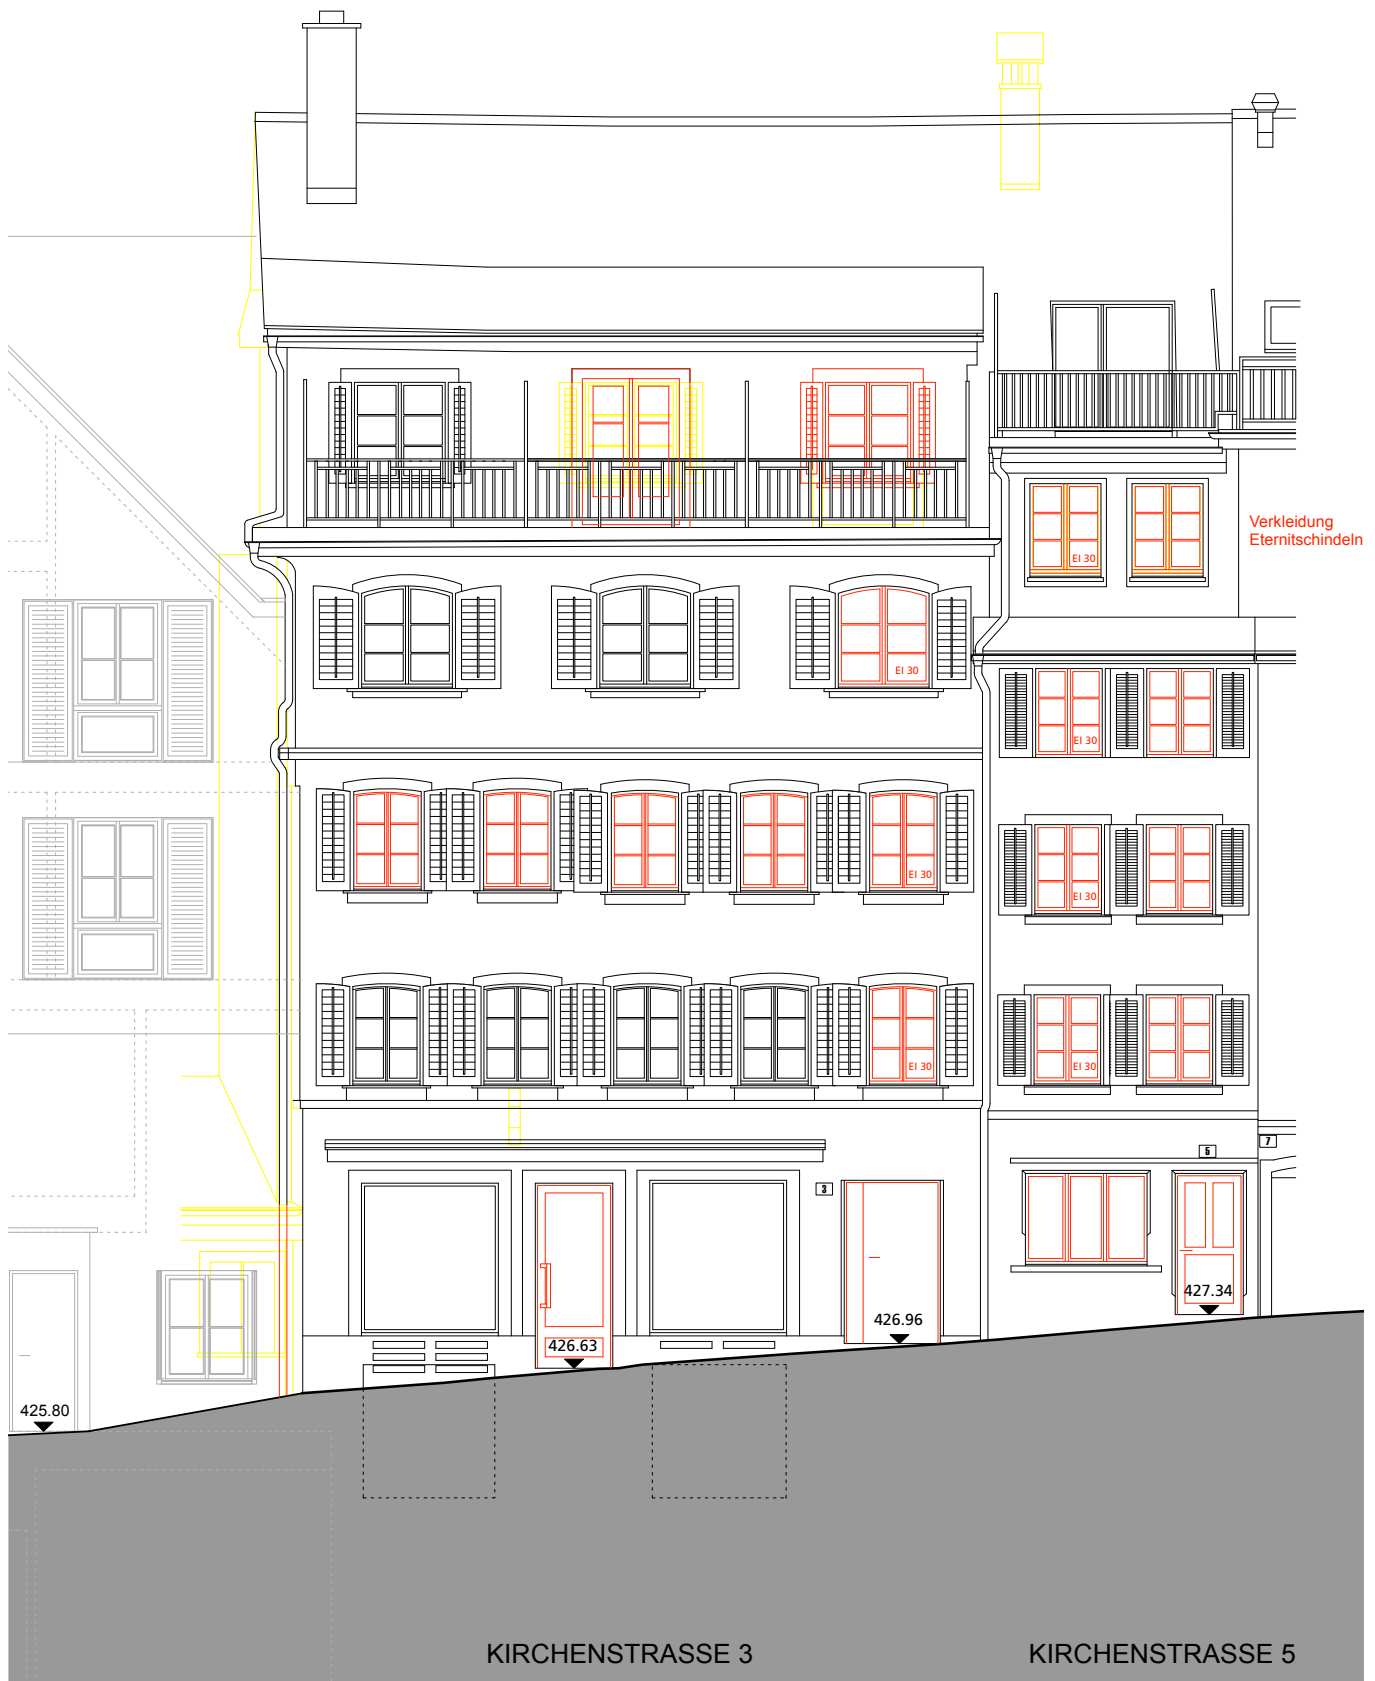 Verkleidung
Eternitschindeln
EI 30
EI 30
EI 30
EI 30
EI 30
EI 30
EI 30
7
5
3
427.34
426.96
426.63
425.80
KIRCHENSTRASSE 3
KIRCHENSTRASSE 5